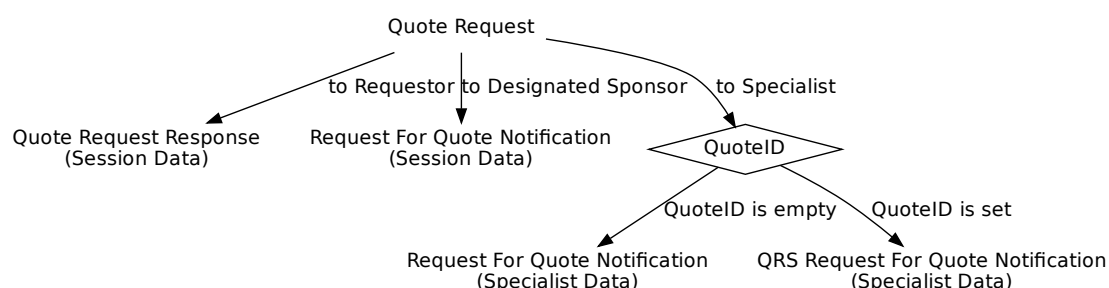 Quote Request
to Requestor
to Designated Sponsor
to Specialist
Quote Request Response
(Session Data)
Request For Quote Notification
(Session Data)
QuoteID
QuoteID is empty
QuoteID is set
Request For Quote Notification
(Specialist Data)
QRS Request For Quote Notification
(Specialist Data)